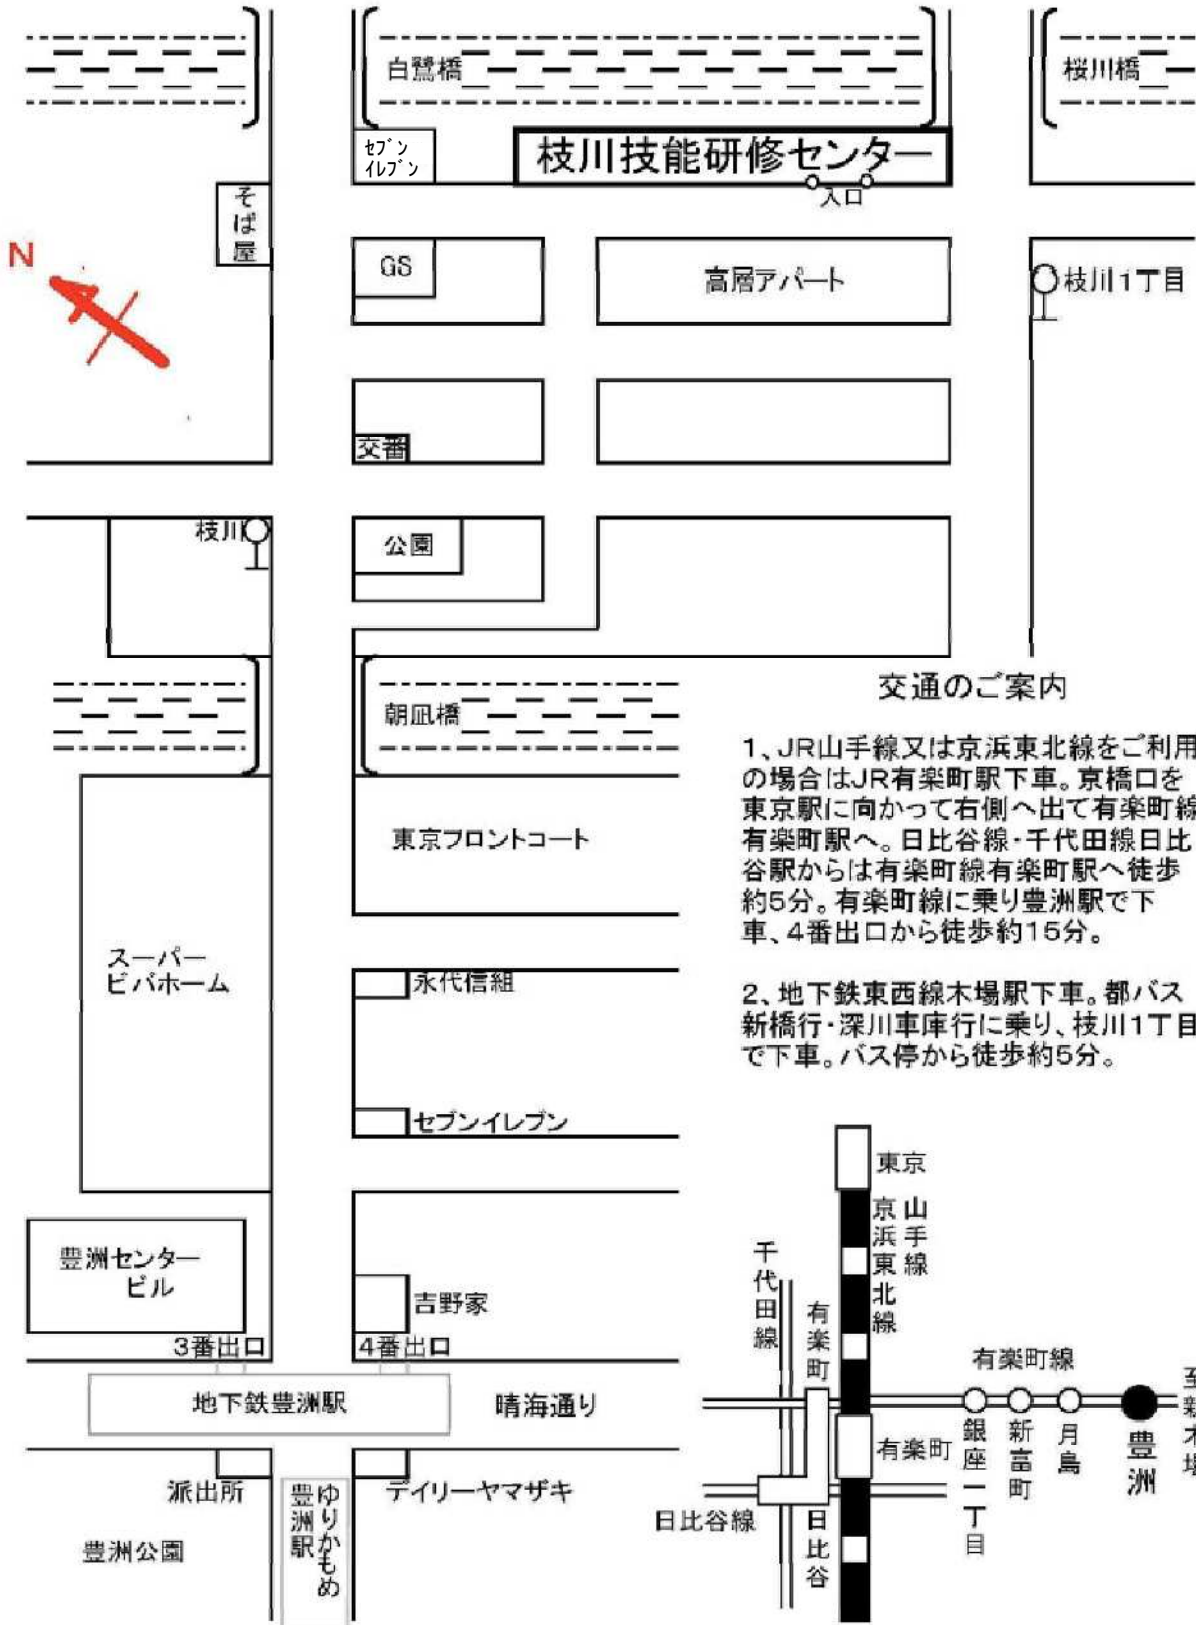 白鷺橋
桜川橋
ｾﾌﾞﾝ
ｲﾚﾌﾞﾝ
枝川技能研修センター
入口
そば屋
N
GS
高層アパート
枝川1丁目
交番
枝川
公園
朝凪橋
交通のご案内
1、JR山手線又は京浜東北線をご利用
の場合はJR有楽町駅下車。京橋口を
東京駅に向かって右側へ出て有楽町線
有楽町駅へ。日比谷線・千代田線日比
谷駅からは有楽町線有楽町駅へ徒歩
約5分。有楽町線に乗り豊洲駅で下
車、4番出口から徒歩約15分。
2、地下鉄東西線木場駅下車。都バス
新橋行・深川車庫行に乗り、枝川1丁目
で下車。バス停から徒歩約5分。
東京フロントコート
スーパー
ビバホーム
永代信組
セブンイレブン
豊洲センター
ビル
吉野家
3番出口
4番出口
地下鉄豊洲駅
晴海通り
派出所
デイリーヤマザキ
豊洲公園
ゆりかもめ
豊洲駅
東京
山手線
京浜東北線
千代田線
有楽町
有楽町線
有楽町
銀座一丁目
新富町
月島
豊洲
至新木場
日比谷線
日比谷